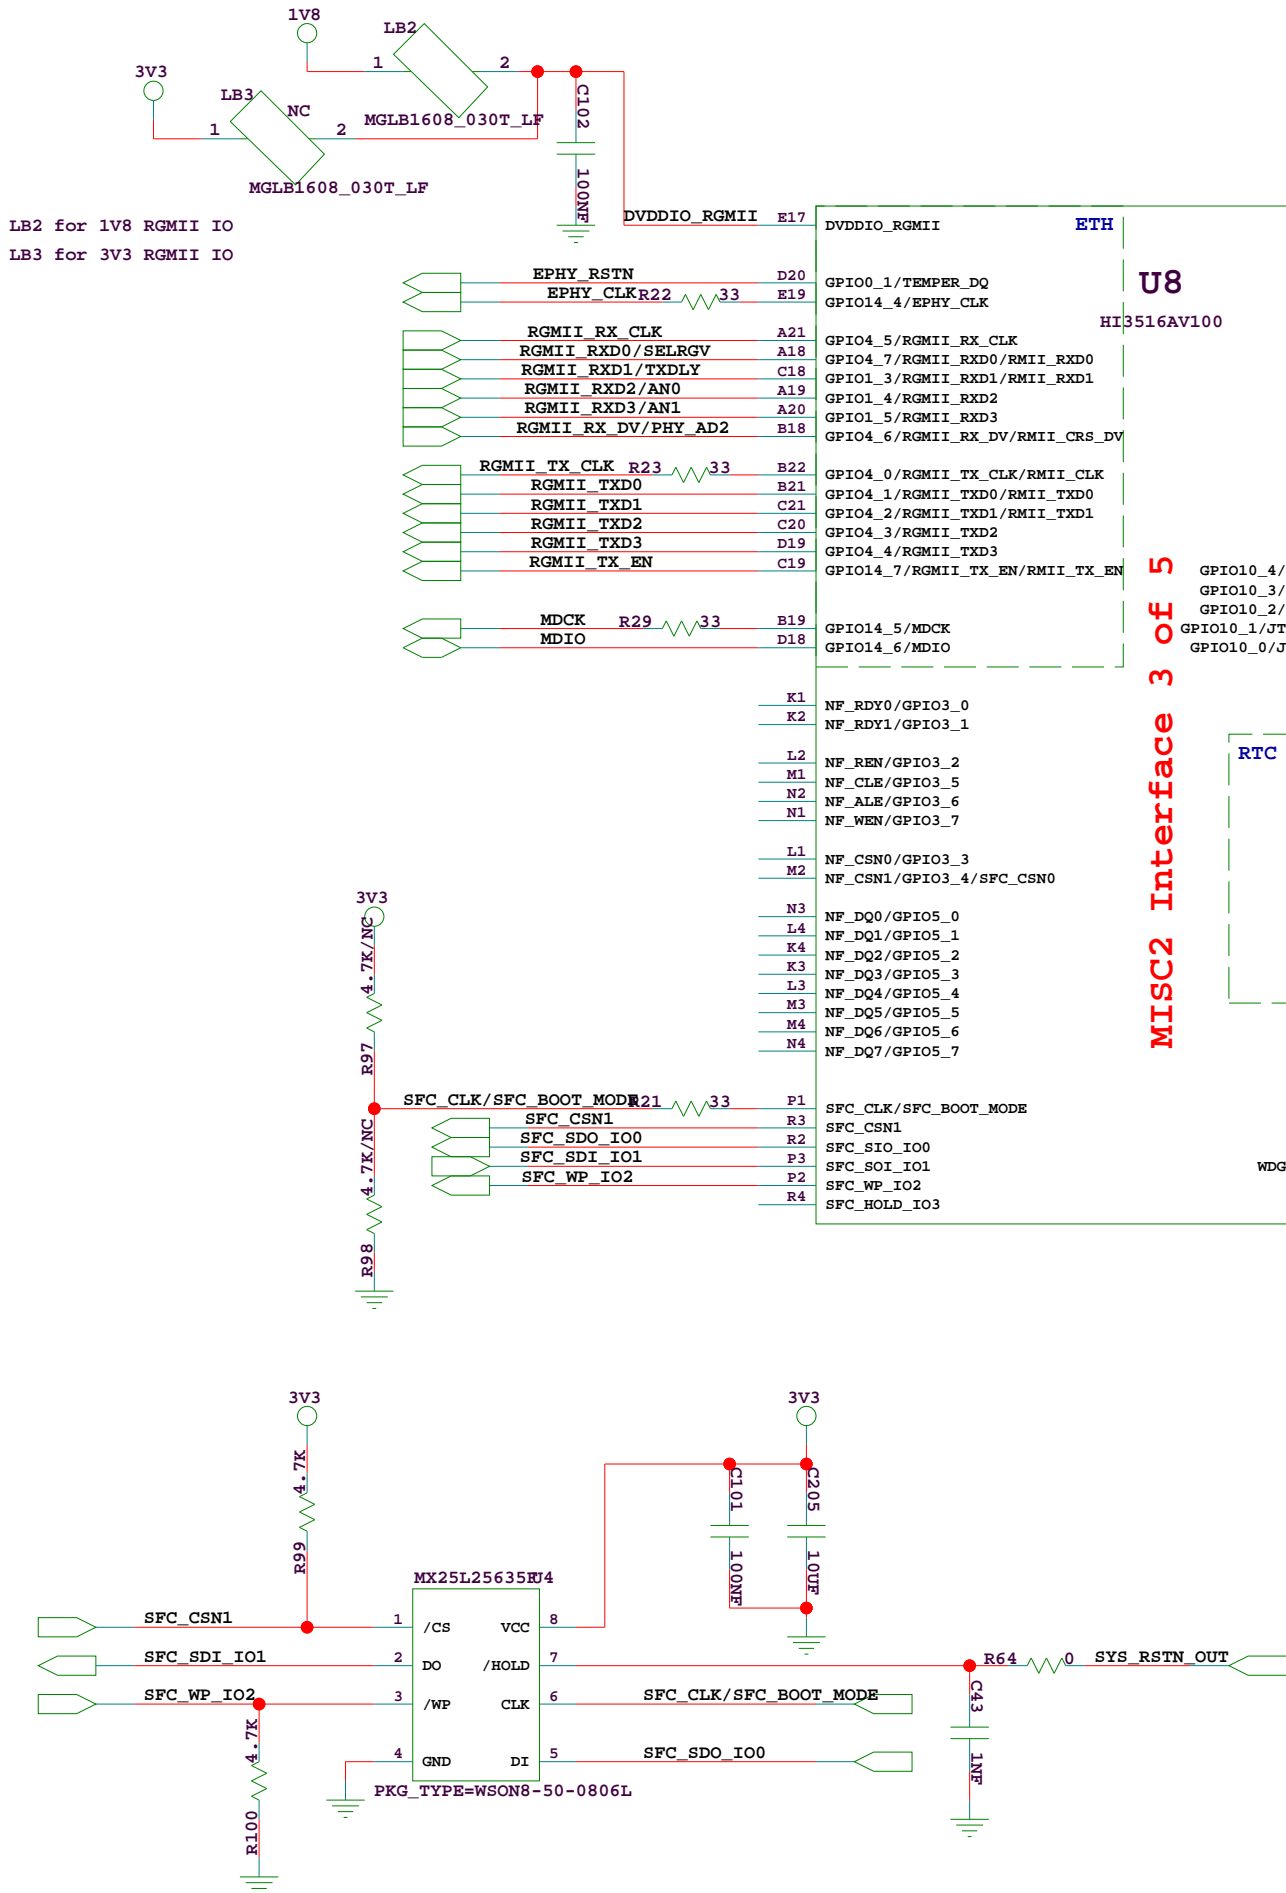 1V8
LB2
1
2
3V3
LB3
NC
1
2
MGLB1608_030T_LF
MGLB1608_030T_LF
C102
100NF
LB2 for 1V8 RGMII IO
LB3 for 3V3 RGMII IO
DVDDIO_RGMII E17 DVDDIO_RGMII
ETH
U8
HI3516AV100
EPHY_RSTN D20 GPIO0_1/TEMPER_DQ
EPHY_CLK R22 33 E19 GPIO14_4/EPHY_CLK
RGMII_RX_CLK A21 GPIO4_5/RGMII_RX_CLK
RGMII_RXD0/SELRGV A18 GPIO4_7/RGMII_RXD0/RMII_RXD0
RGMII_RXD1/TXDLY C18 GPIO1_3/RGMII_RXD1/RMII_RXD1
RGMII_RXD2/AN0 A19 GPIO1_4/RGMII_RXD2
RGMII_RXD3/AN1 A20 GPIO1_5/RGMII_RXD3
RGMII_RX_DV/PHY_AD2 B18 GPIO4_6/RGMII_RX_DV/RMII_CRS_DV
RGMII_TX_CLK R23 33 B22 GPIO4_0/RGMII_TX_CLK/RMII_CLK
RGMII_TXD0 B21 GPIO4_1/RGMII_TXD0/RMII_TXD0
RGMII_TXD1 C21 GPIO4_2/RGMII_TXD1/RMII_TXD1
RGMII_TXD2 C20 GPIO4_3/RGMII_TXD2
RGMII_TXD3 D19 GPIO4_4/RGMII_TXD3
RGMII_TX_EN C19 GPIO14_7/RGMII_TX_EN/RMII_TX_EN
MDCK R29 33 B19 GPIO14_5/MDCK
MDIO D18 GPIO14_6/MDIO
GPIO10_4/
GPIO10_3/
GPIO10_2/
GPIO10_1/JT
GPIO10_0/J
MISC2 Interface 3 of 5
RTC
K1 NF_RDY0/GPIO3_0
K2 NF_RDY1/GPIO3_1
L2 NF_REN/GPIO3_2
M1 NF_CLE/GPIO3_5
N2 NF_ALE/GPIO3_6
N1 NF_WEN/GPIO3_7
L1 NF_CSN0/GPIO3_3
M2 NF_CSN1/GPIO3_4/SFC_CSN0
N3 NF_DQ0/GPIO5_0
L4 NF_DQ1/GPIO5_1
K4 NF_DQ2/GPIO5_2
K3 NF_DQ3/GPIO5_3
L3 NF_DQ4/GPIO5_4
M3 NF_DQ5/GPIO5_5
M4 NF_DQ6/GPIO5_6
N4 NF_DQ7/GPIO5_7
3V3
4.7K/NC
R97
SFC_CLK/SFC_BOOT_MODE R21 33 P1 SFC_CLK/SFC_BOOT_MODE
SFC_CSN1 R3 SFC_CSN1
SFC_SDO_IO0 R2 SFC_SIO_IO0
SFC_SDI_IO1 P3 SFC_SOI_IO1
SFC_WP_IO2 P2 SFC_WP_IO2
R4 SFC_HOLD_IO3
WDG
4.7K/NC
R98
3V3
4.7K
R99
3V3
C101
100NF
C205
10UF
MX25L25635F U4
SFC_CSN1 1 /CS
VCC 8
SFC_SDI_IO1 2 DO
/HOLD 7
R64 0 SYS_RSTN_OUT
SFC_WP_IO2 3 /WP
CLK 6 SFC_CLK/SFC_BOOT_MODE
4 GND
DI 5 SFC_SDO_IO0
PKG_TYPE=WSON8-50-0806L
4.7K
R100
C43
1NF